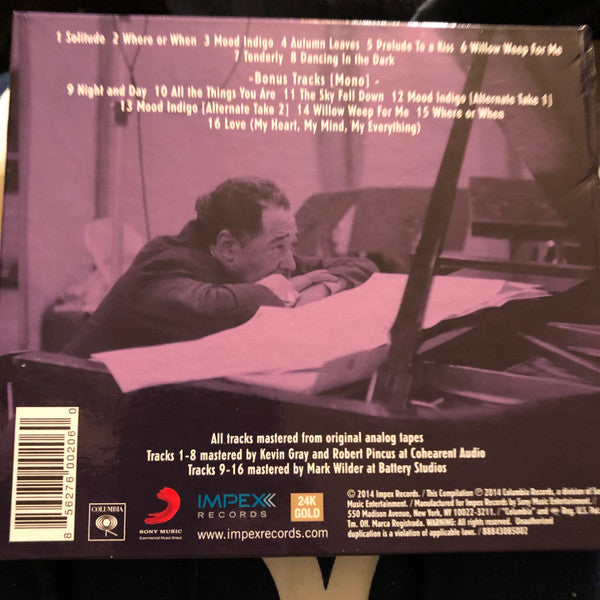 1 Solitude 2 Where or When 3 Mood Indigo 4 Autumn Leaves 5 Prelude To a Kiss 6 Willow Weep For Me
7 Tenderly 8 Dancing in the Dark
-Bonus Tracks [Mono] -
9 Night and Day 10 All the Things You Are 11 The Sky Fell Down 12 Mood Indigo [Alternate Take 1]
13 Mood Indigo [Alternate Take 2] 14 Willow Weep For Me 15 Where or When
16 Love (My Heart, My Mind, My Everything)
All tracks mastered from original analog tapes
Tracks 1-8 mastered by Kevin Gray and Robert Pincus at Cohearent Audio
Tracks 9-16 mastered by Mark Wilder at Battery Studios
8 56276 00206 0
COLUMBIA
SONY MUSIC
Commercial Music Group
IMPEX
RECORDS
24K
GOLD
www.impexrecords.com
© 2014 Impex Records. / This Compilation ℗ 2014 Columbia Records, a division of
Music Entertainment. / Manufactured for Impex Records by Sony Music Entertainment. /
550 Madison Avenue, New York, NY 10022-3211. / "Columbia" and Reg. U.S. Pat.
Tm. Off. Marca Registrada. WARNING: All rights reserved. Unauthorized
duplication is a violation of applicable laws. / 88843085002